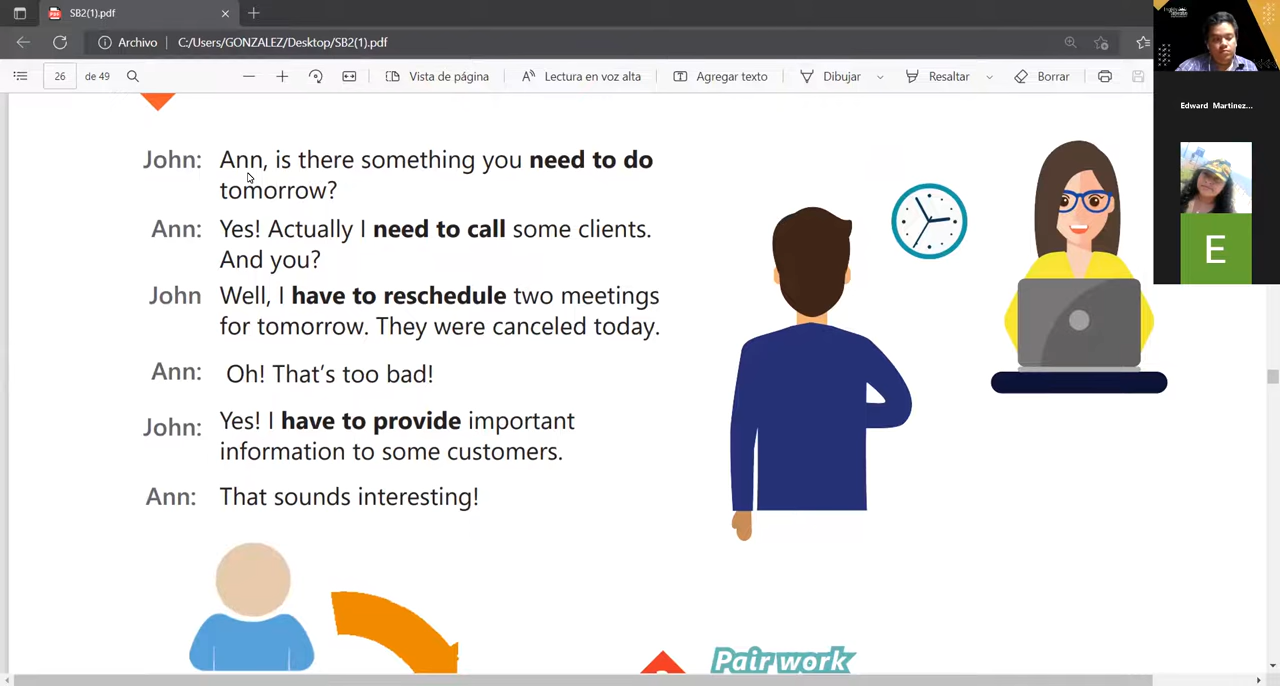 SB2(1).pdf
Archivo C:/Users/GONZALEZ/Desktop/SB2(1).pdf
26 de 49 Vista de página Lectura en voz alta Agregar texto Dibujar Resaltar Borrar
Edward Martinez...
E
John: Ann, is there something you need to do
tomorrow?
Ann: Yes! Actually I need to call some clients.
And you?
John Well, I have to reschedule two meetings
for tomorrow. They were canceled today.
Ann: Oh! That's too bad!
John: Yes! I have to provide important
information to some customers.
Ann: That sounds interesting!
Pair work